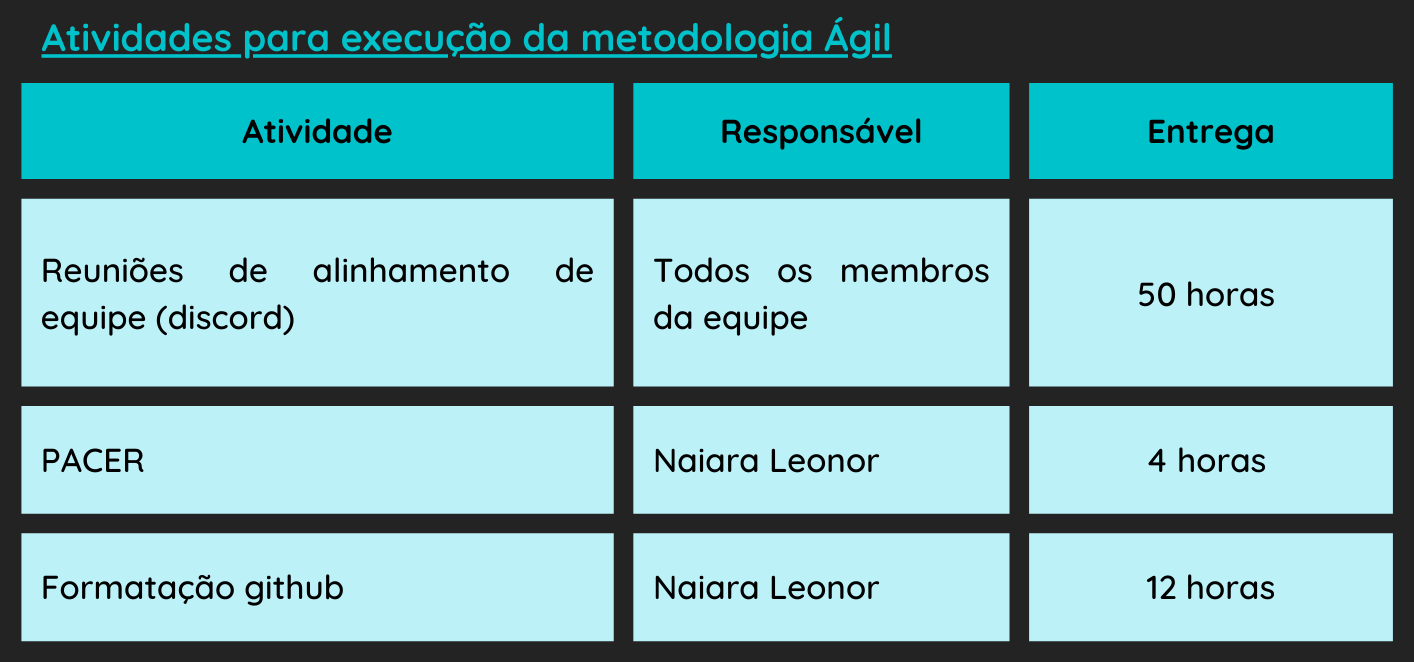 Atividades para execução da metodologia Ágil
Atividade
Responsável
Entrega
Reuniões de alinhamento de
equipe (discord)
Todos os membros
da equipe
50 horas
PACER
Naiara Leonor
4 horas
Formatação github
Naiara Leonor
12 horas